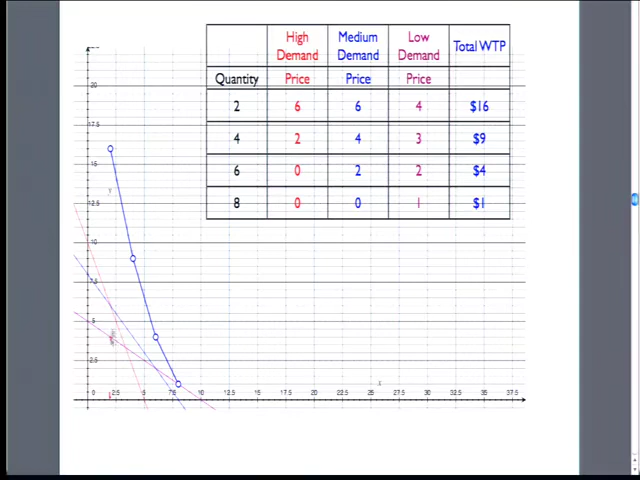 High Demand Medium Demand Low Demand Total WTP
Quantity Price Price Price
2 6 6 4 $16
4 2 4 3 $9
6 0 2 2 $4
8 0 0 1 $1
20
17.5
15
y
12.5
10
7.5
5
2.5
x
0 2.5 5 7.5 10 12.5 15 17.5 20 22.5 25 27.5 30 32.5 35 37.5